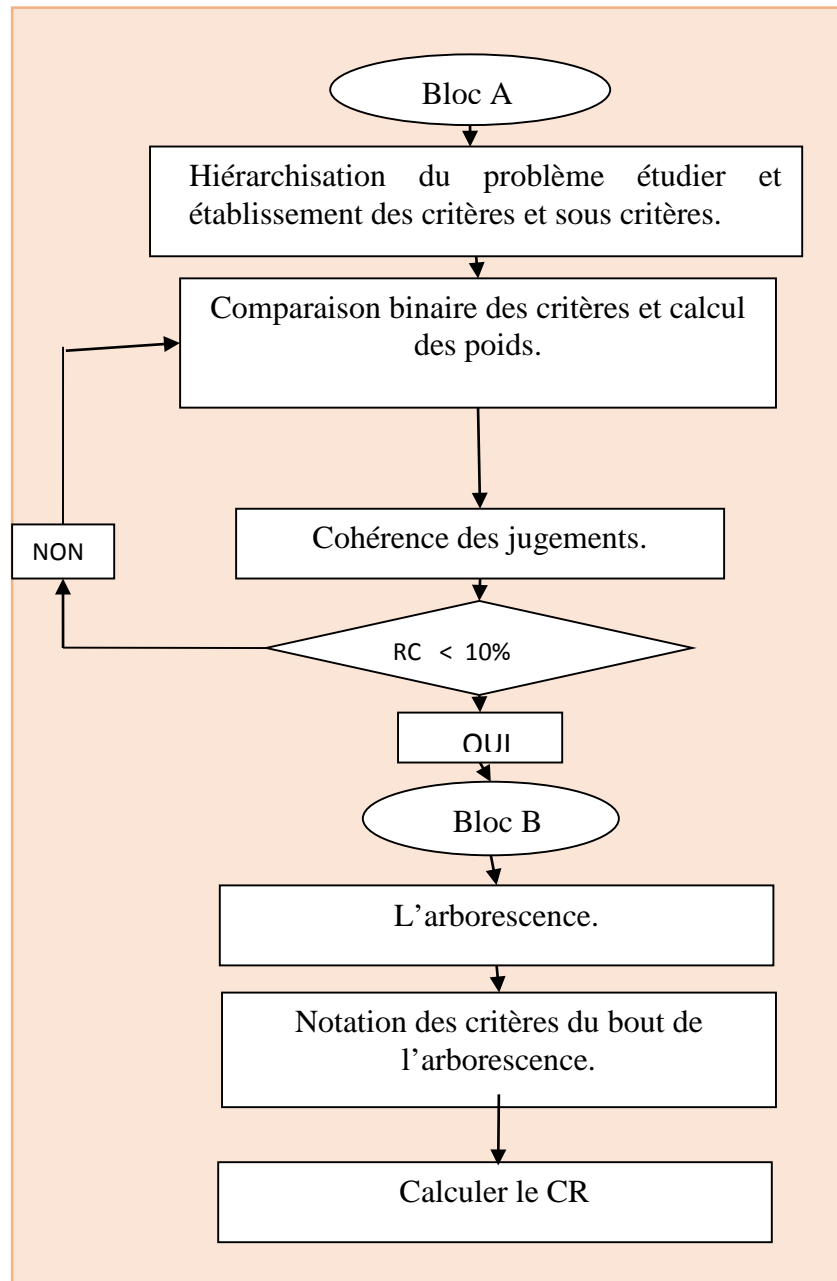 Bloc A
Hiérarchisation du problème étudier et
établissement des critères et sous critères.
Comparaison binaire des critères et calcul
des poids.
Cohérence des jugements.
NON
RC < 10%
OUI
Bloc B
L’arborescence.
Notation des critères du bout de
l’arborescence.
Calculer le CR